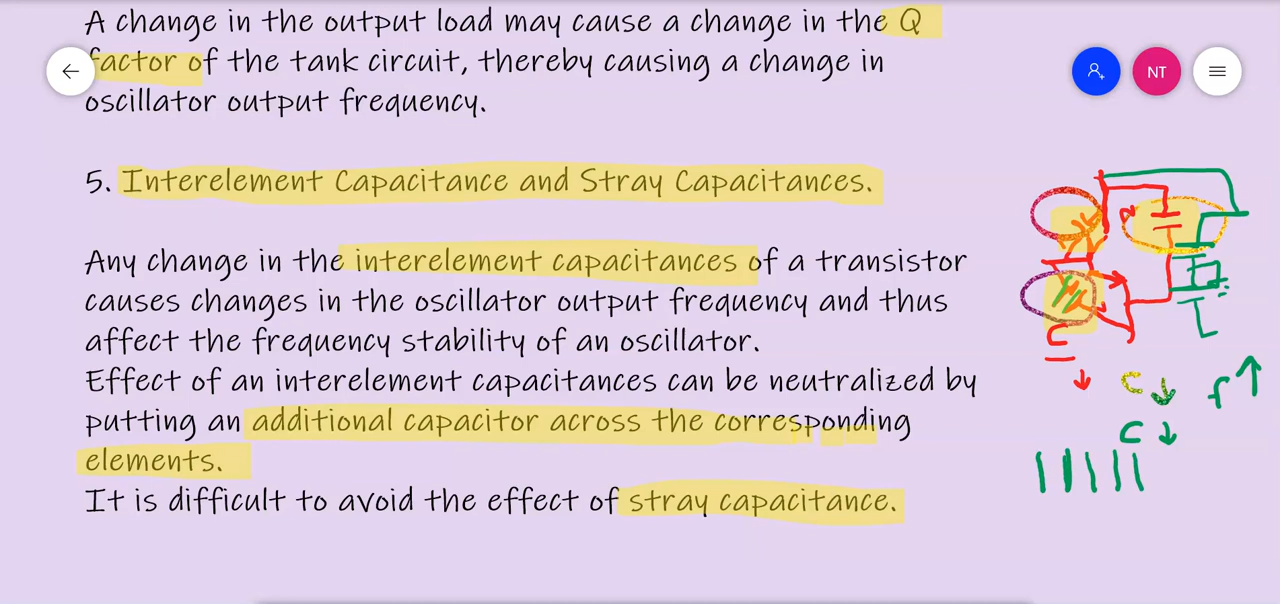 A change in the output load may cause a change in the Q
factor of the tank circuit, thereby causing a change in
oscillator output frequency.
NT
5. Interelement Capacitance and Stray Capacitances.
Any change in the interelement capacitances of a transistor
causes changes in the oscillator output frequency and thus
affect the frequency stability of an oscillator.
Effect of an interelement capacitances can be neutralized by
putting an additional capacitor across the corresponding
elements.
It is difficult to avoid the effect of stray capacitance.
C ↓ f ↑
C ↓